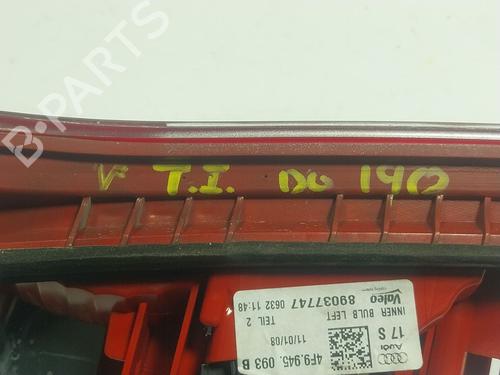 B-PARTS
V T.I. DG 190
Audi
4F9.945. 093 B
17 S
11/01/08
TEIL 2
INNER BULB LEFT
Valeo 89037747 0632 11:48